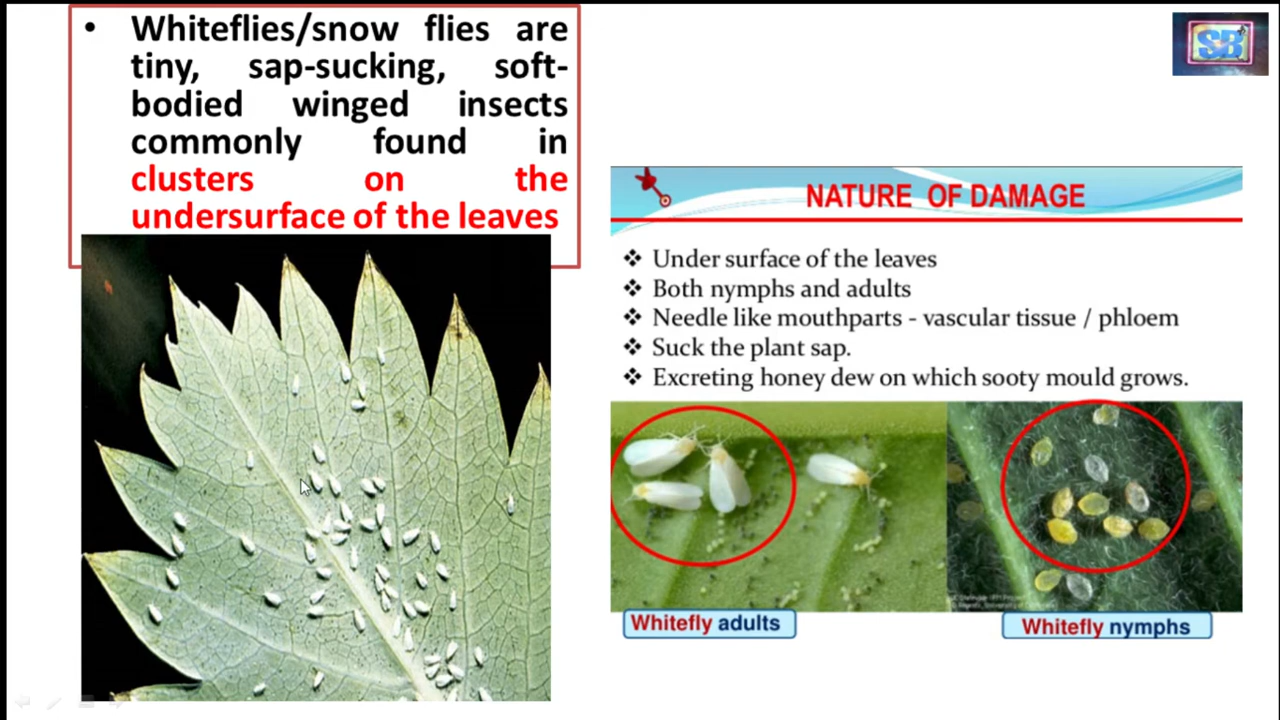 • Whiteflies/snow flies are
tiny, sap-sucking, soft-
bodied winged insects
commonly found in
clusters on the
undersurface of the leaves
SB
NATURE OF DAMAGE
❖ Under surface of the leaves
❖ Both nymphs and adults
❖ Needle like mouthparts - vascular tissue / phloem
❖ Suck the plant sap.
❖ Excreting honey dew on which sooty mould grows.
Whitefly adults
Whitefly nymphs